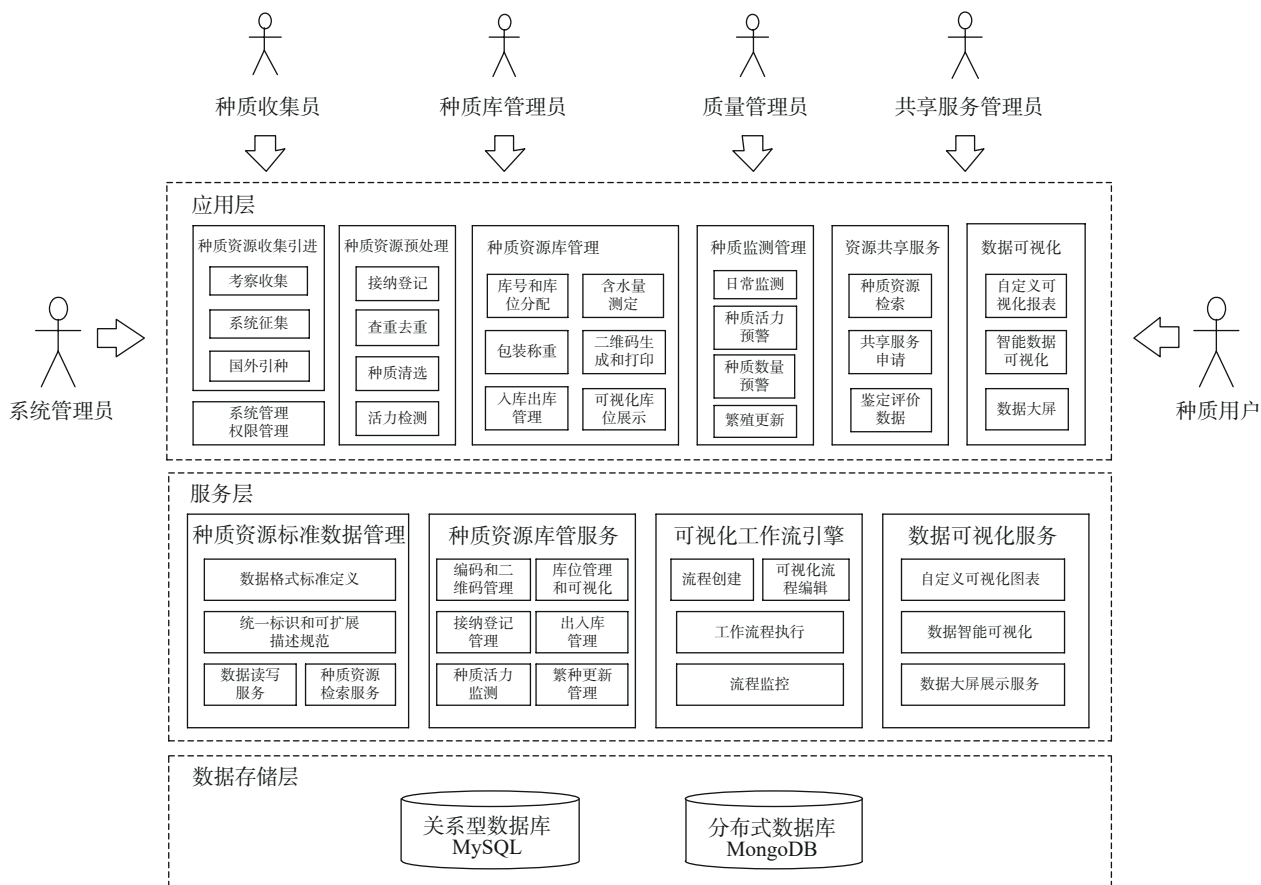 种质收集员
种质库管理员
质量管理员
共享服务管理员
系统管理员
种质用户
应用层
种质资源收集引进
考察收集
系统征集
国外引种
系统管理
权限管理
种质资源预处理
接纳登记
查重去重
种质清选
活力检测
种质资源库管理
库号和库
位分配
含水量
测定
包装称重
二维码生
成和打印
入库出库
管理
可视化库
位展示
种质监测管理
日常监测
种质活力
预警
种质数量
预警
繁殖更新
资源共享服务
种质资源
检索
共享服务
申请
鉴定评价
数据
数据可视化
自定义可
视化报表
智能数据
可视化
数据大屏
服务层
种质资源标准数据管理
数据格式标准定义
统一标识和可扩展
描述规范
数据读写
服务
种质资源
检索服务
种质资源库管服务
编码和二
维码管理
库位管理
和可视化
接纳登记
管理
出入库
管理
种质活力
监测
繁种更新
管理
可视化工作流引擎
流程创建
可视化流
程编辑
工作流程执行
流程监控
数据可视化服务
自定义可视化图表
数据智能可视化
数据大屏展示服务
数据存储层
关系型数据库
MySQL
分布式数据库
MongoDB